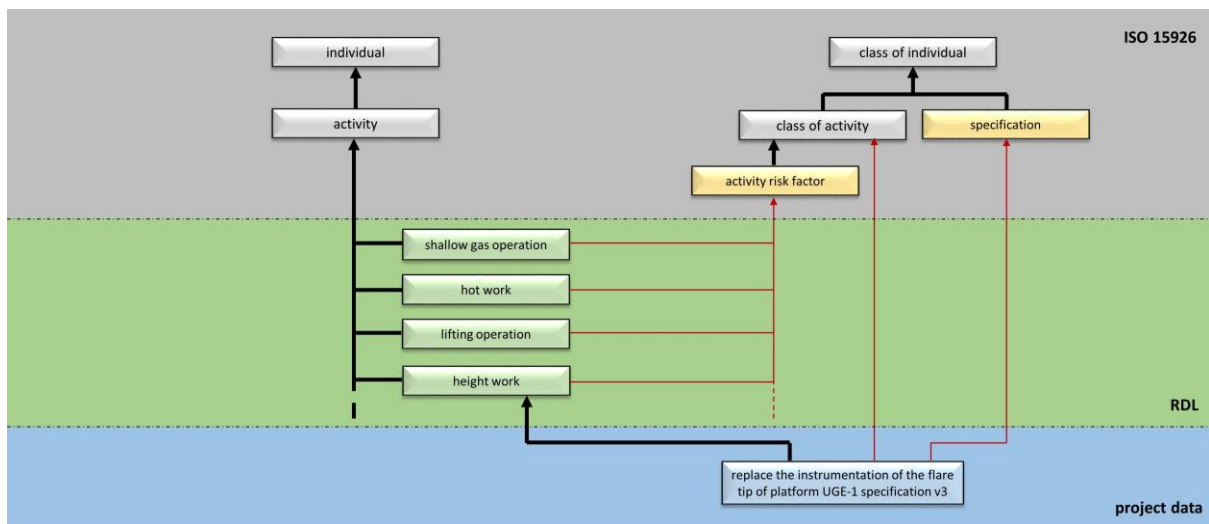 ISO 15926
individual
class of individual
activity
class of activity
specification
activity risk factor
shallow gas operation
hot work
lifting operation
height work
RDL
replace the instrumentation of the flare
tip of platform UGE-1 specification v3
project data